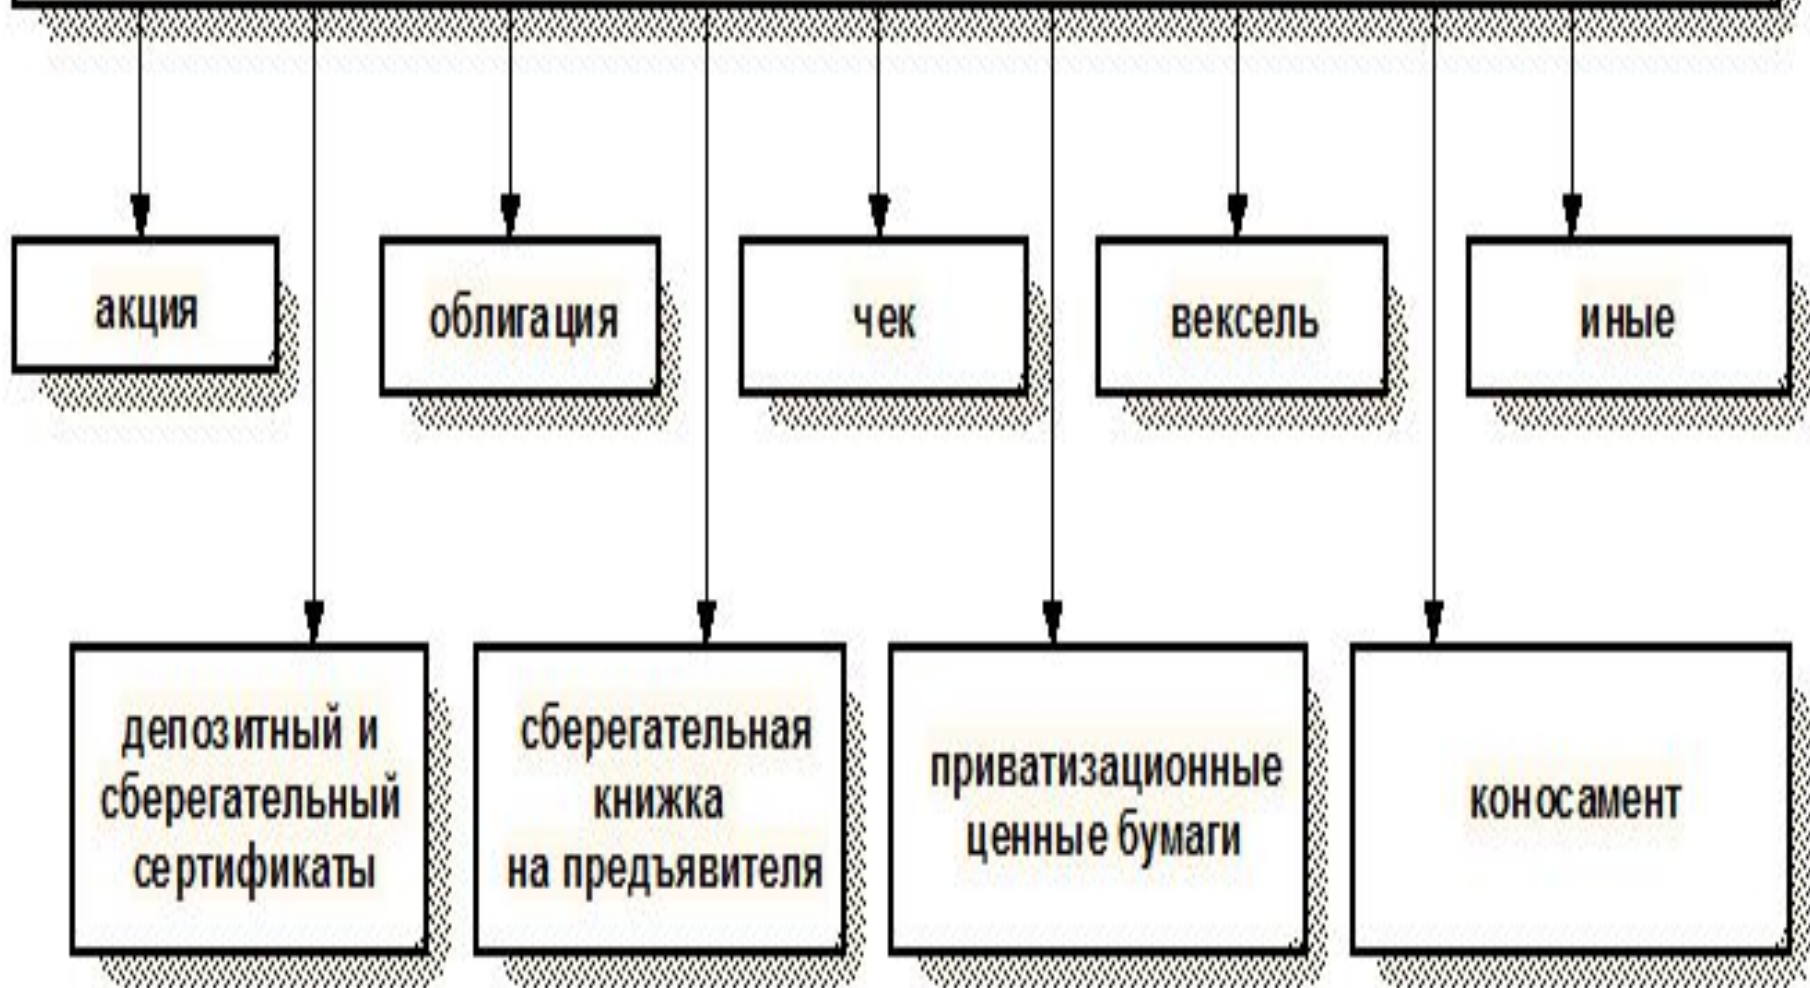 акция
облигация
чек
вексель
иные
депозитный и
сберегательный
сертификаты
сберегательная
книжка
на предъявителя
приватизационные
ценные бумаги
коносамент